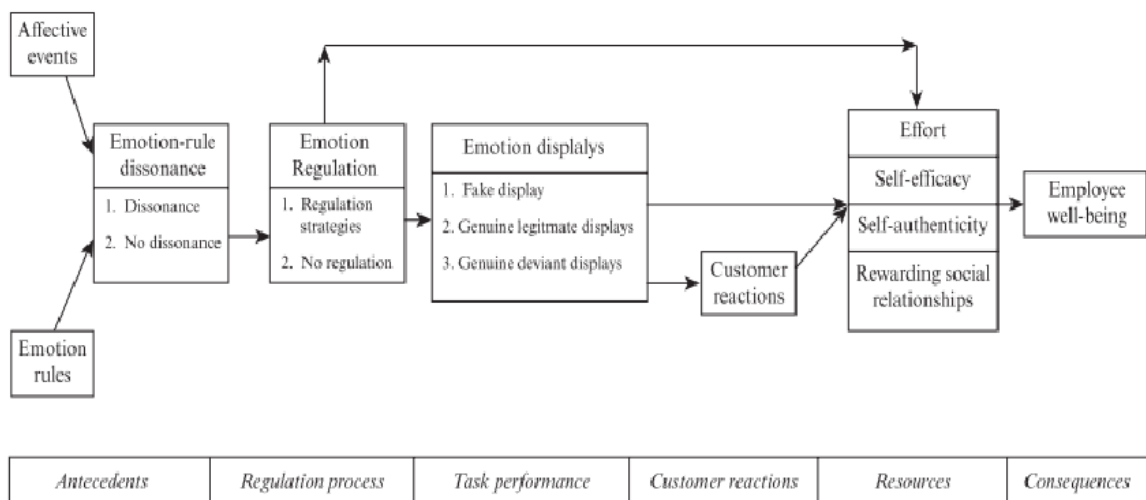 Affective
events
Emotion-rule
dissonance
1. Dissonance
2. No dissonance
Emotion
rules
Emotion
Regulation
1. Regulation
strategies
2. No regulation
Emotion displalys
1. Fake display
2. Genuine legitmate displays
3. Genuine deviant displays
Customer
reactions
Effort
Self-efficacy
Self-authenticity
Rewarding social
relationships
Employee
well-being
Antecedents
Regulation process
Task performance
Customer reactions
Resources
Consequences